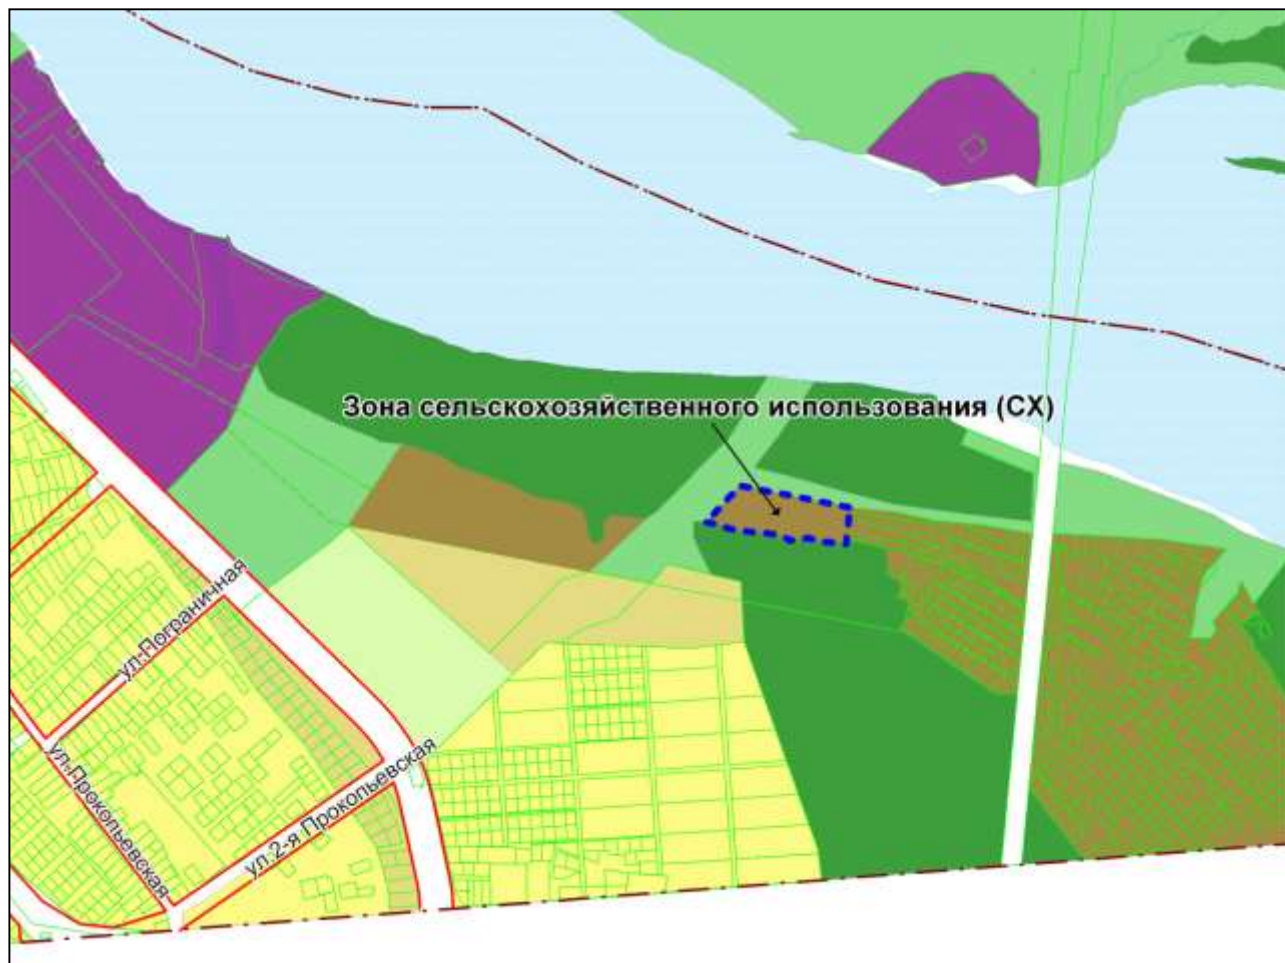 Зона сельскохозяйственного использования (СХ)
ул.Пограничная
ул.Прокопьевская
ул.2-я Прокопьевская